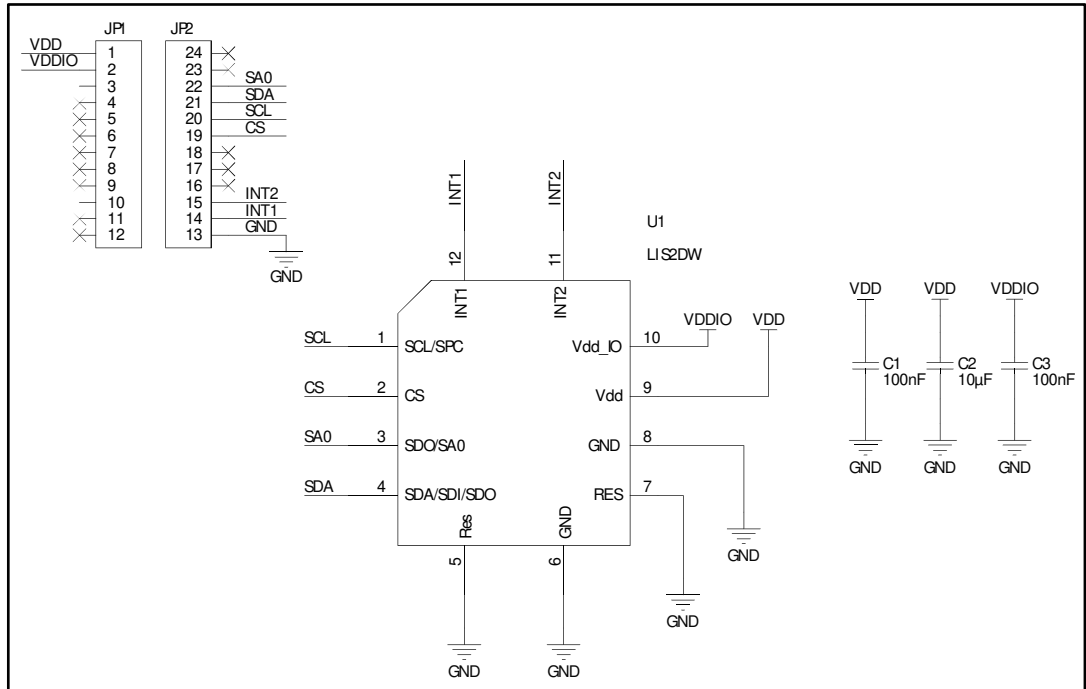 JP1 JP2
VDD 1 24
VDDIO 2 23
3 22 SA0
4 21 SDA
5 20 SCL
6 19 CS
7 18
8 17
9 16
10 15 INT2
11 14 INT1
12 13 GND
GND
INT1 INT2
U1
LIS2DW
12 11
INT1 INT2
VDDIO VDD
SCL 1 SCL/SPC Vdd_IO 10
CS 2 CS Vdd 9
SA0 3 SDO/SA0 GND 8
SDA 4 SDA/SDI/SDO RES 7
Res GND
5 6
GND
GND
GND GND
VDD VDD VDDIO
C1 C2 C3
100nF 10µF 100nF
GND GND GND